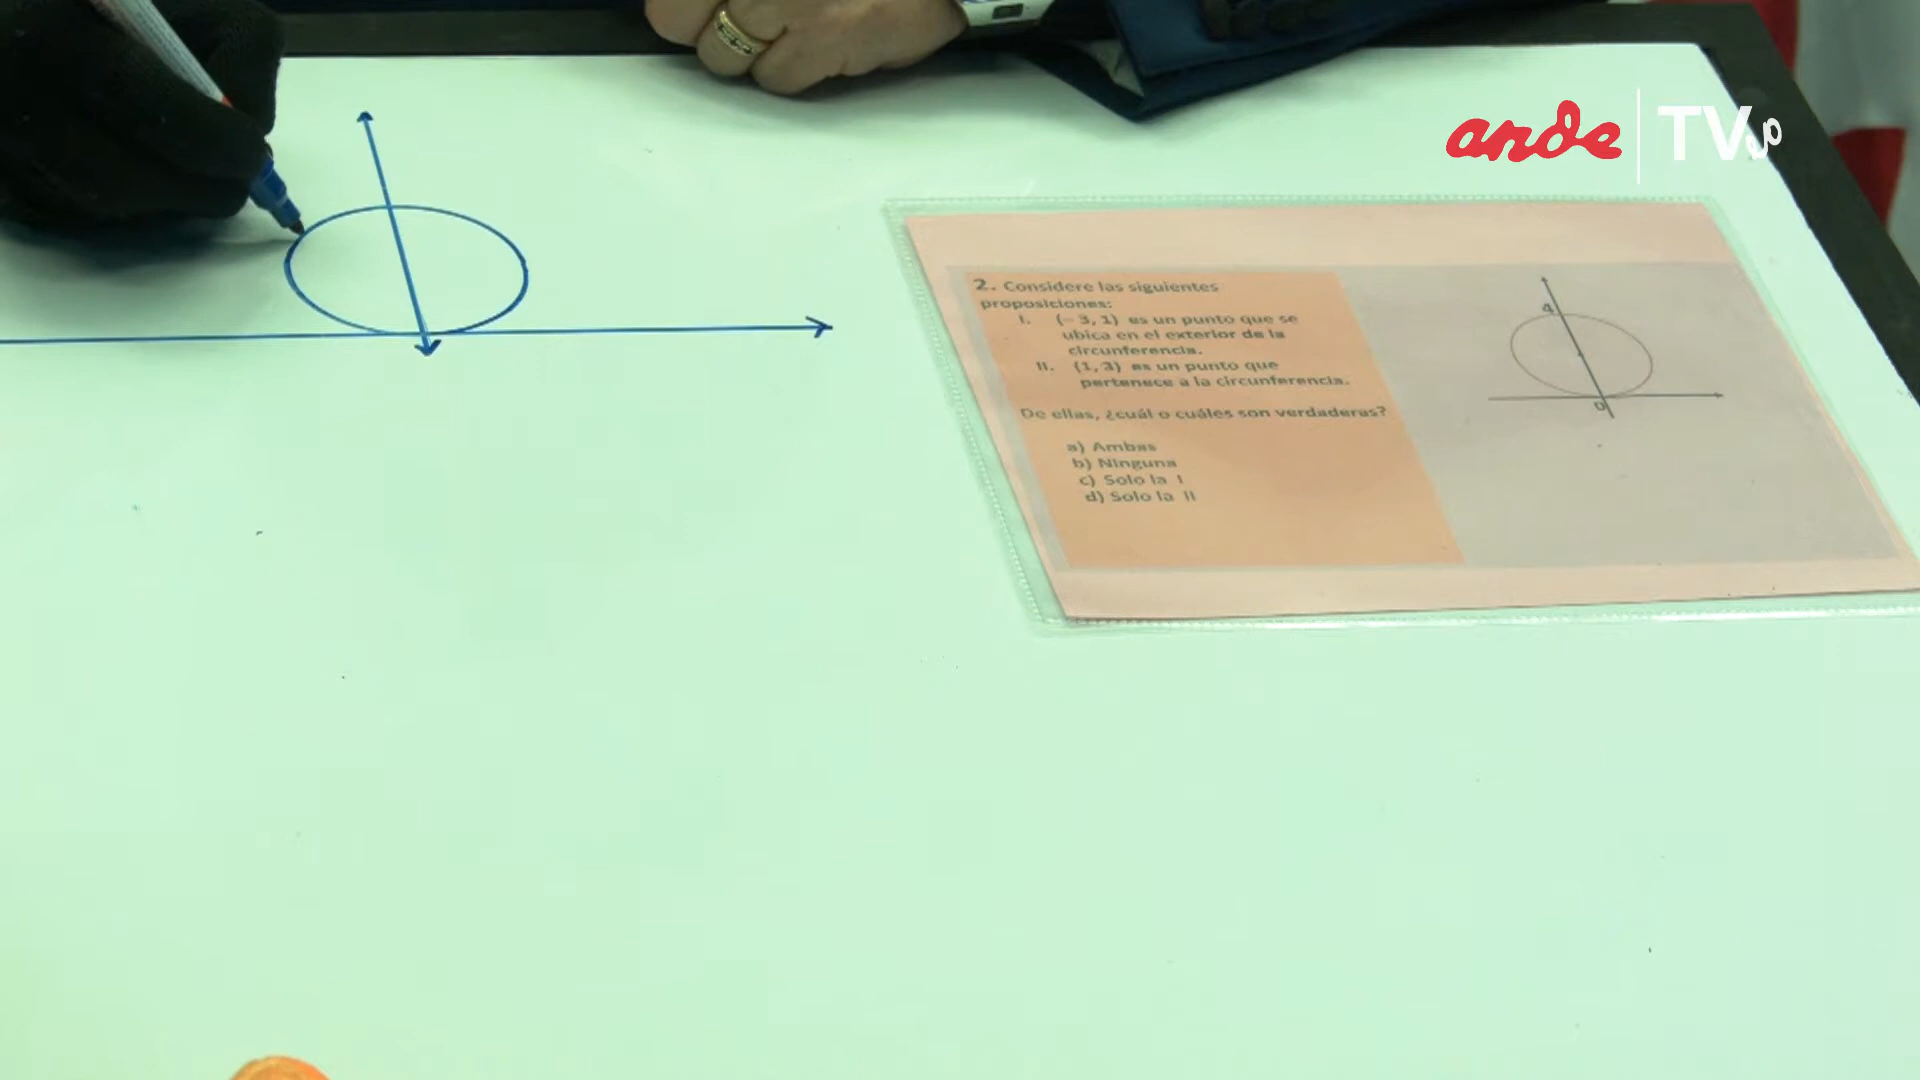 ande TV
2. Considere las siguientes
proposiciones:
I. (- 3, 1) es un punto que se
ubica en el exterior de la
circunferencia.
II. (1, 3) es un punto que
pertenece a la circunferencia.
De ellas, ¿cuál o cuáles son verdaderas?
a) Ambas
b) Ninguna
c) Solo la I
d) Solo la II
4
0